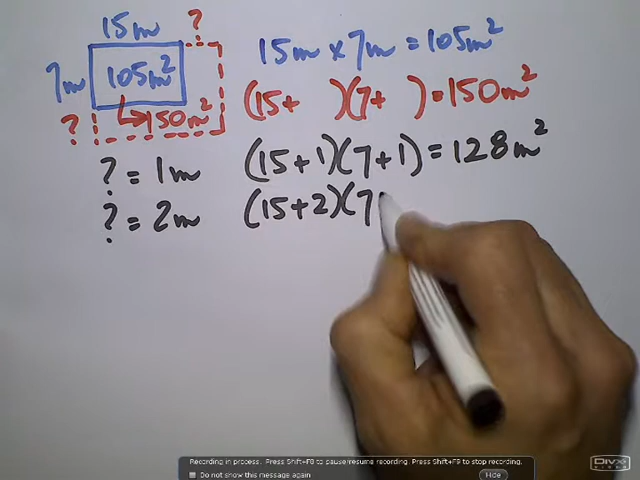 15m ?
7m 105m² 15m x 7m = 105m²
? 150m² (15+ )(7+ ) = 150m²
? = 1m (15+1)(7+1) = 128m²
? = 2m (15+2)(7
Recording in process. Press Shift+F8 to pause/resume recording. Press Shift+F9 to stop recording.
Do not show this message again Hide
DivX